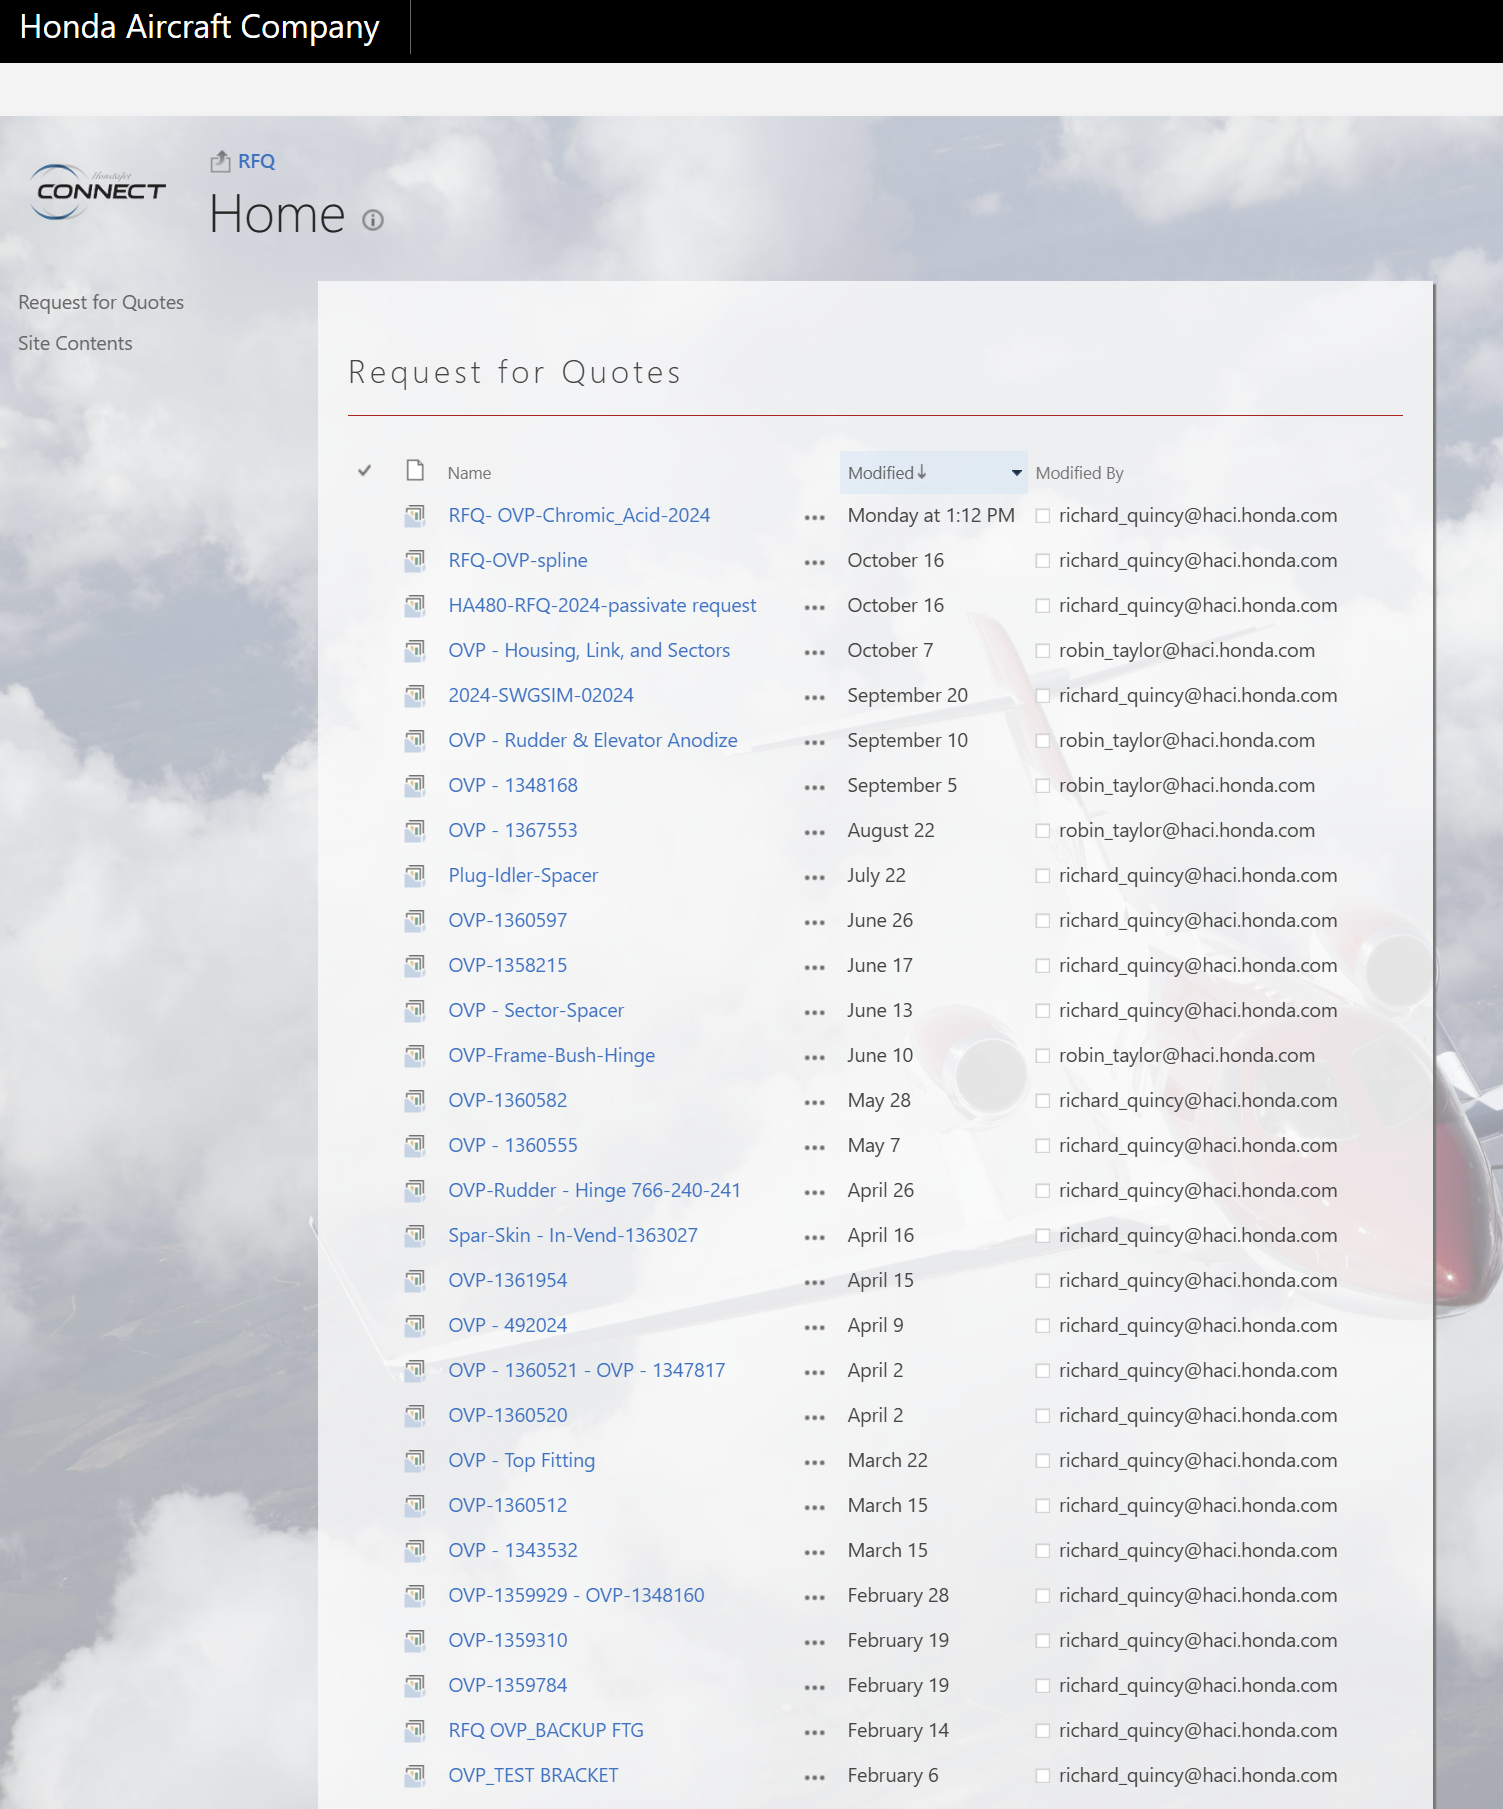 Honda Aircraft Company
RFQ
HondaJet
CONNECT
Home
Request for Quotes
Site Contents
Request for Quotes
Name Modified Modified By
RFQ- OVP-Chromic_Acid-2024 ... Monday at 1:12 PM richard_quincy@haci.honda.com
RFQ-OVP-spline ... October 16 richard_quincy@haci.honda.com
HA480-RFQ-2024-passivate request ... October 16 richard_quincy@haci.honda.com
OVP - Housing, Link, and Sectors ... October 7 robin_taylor@haci.honda.com
2024-SWGSIM-02024 ... September 20 richard_quincy@haci.honda.com
OVP - Rudder & Elevator Anodize ... September 10 robin_taylor@haci.honda.com
OVP - 1348168 ... September 5 robin_taylor@haci.honda.com
OVP - 1367553 ... August 22 robin_taylor@haci.honda.com
Plug-Idler-Spacer ... July 22 richard_quincy@haci.honda.com
OVP-1360597 ... June 26 richard_quincy@haci.honda.com
OVP-1358215 ... June 17 richard_quincy@haci.honda.com
OVP - Sector-Spacer ... June 13 richard_quincy@haci.honda.com
OVP-Frame-Bush-Hinge ... June 10 robin_taylor@haci.honda.com
OVP-1360582 ... May 28 richard_quincy@haci.honda.com
OVP - 1360555 ... May 7 richard_quincy@haci.honda.com
OVP-Rudder - Hinge 766-240-241 ... April 26 richard_quincy@haci.honda.com
Spar-Skin - In-Vend-1363027 ... April 16 richard_quincy@haci.honda.com
OVP-1361954 ... April 15 richard_quincy@haci.honda.com
OVP - 492024 ... April 9 richard_quincy@haci.honda.com
OVP - 1360521 - OVP - 1347817 ... April 2 richard_quincy@haci.honda.com
OVP-1360520 ... April 2 richard_quincy@haci.honda.com
OVP - Top Fitting ... March 22 richard_quincy@haci.honda.com
OVP-1360512 ... March 15 richard_quincy@haci.honda.com
OVP - 1343532 ... March 15 richard_quincy@haci.honda.com
OVP-1359929 - OVP-1348160 ... February 28 richard_quincy@haci.honda.com
OVP-1359310 ... February 19 richard_quincy@haci.honda.com
OVP-1359784 ... February 19 richard_quincy@haci.honda.com
RFQ OVP_BACKUP FTG ... February 14 richard_quincy@haci.honda.com
OVP_TEST BRACKET ... February 6 richard_quincy@haci.honda.com